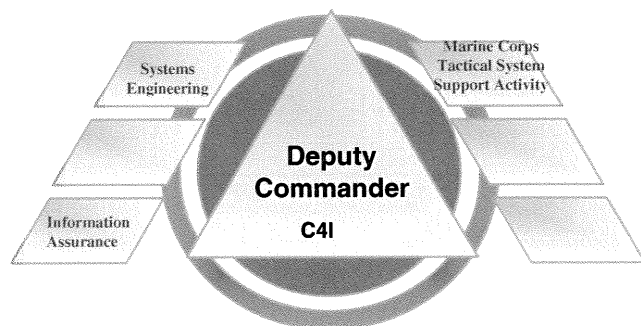 Systems
Engineering
Marine Corps
Tactical System
Support Activity
Deputy
Commander
C4I
Information
Assurance